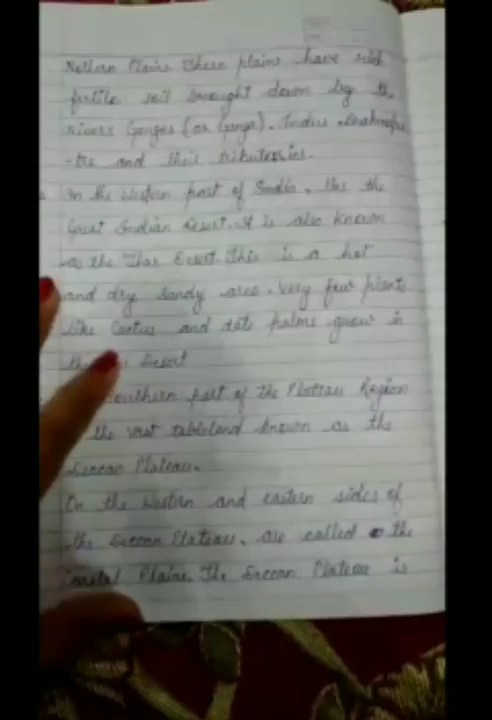 Nothern Plains These plains have rich
fertile soil brought down by the
rivers Ganges (or Ganga). Indus . Brahmapu
-tra and their tributeries.
In the Western part of India. lies the
Great Indian Desert. It is also known
as the Thar Desert. This is a hot
and dry sandy area. Very few plants
like Cactus and date palms grow in
the Desert
Southern part of the Plateau Region
the vast tableland known as the
Deccan Plateau.
On the Western and eastern sides of
the Deccan Plateau. are called the
Coastal Plains. The Deccan Plateau is